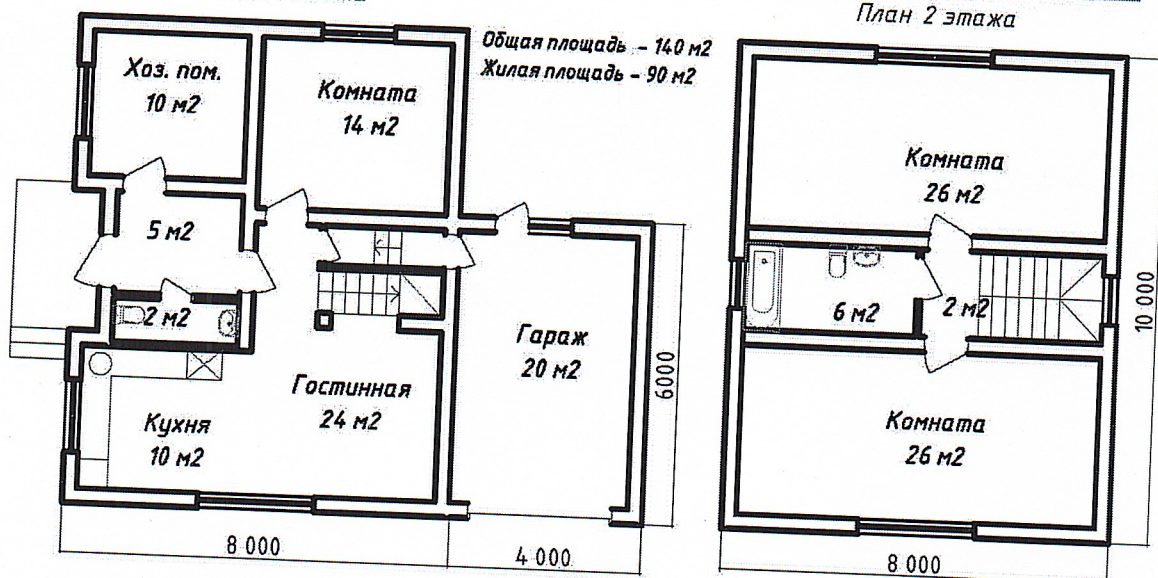 Общая площадь - 140 м2
Жилая площадь - 90 м2
Хоз. пом.
10 м2
Комната
14 м2
5 м2
2 м2
Гараж
20 м2
Гостинная
24 м2
Кухня
10 м2
6000
8 000
4 000
План 2 этажа
Комната
26 м2
6 м2
2 м2
Комната
26 м2
10 000
8 000